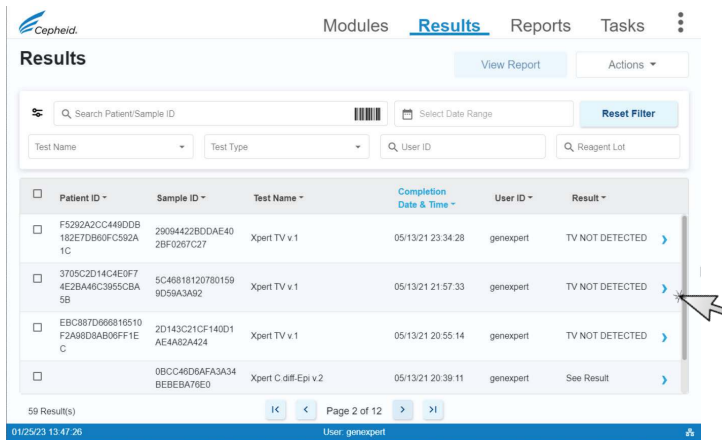 Cepheid.
Modules Results Reports Tasks
Results
View Report Actions
Search Patient/Sample ID Select Date Range Reset Filter
Test Name Test Type User ID Reagent Lot
Patient ID Sample ID Test Name Completion User ID Result
Date & Time
F5292A2CC449DDB
182E7DB60FC592A
1C
29094422BDDAE40
2BF0267C27
Xpert TV v.1 05/13/21 23:34:28 genexpert TV NOT DETECTED
3705C2D14C4E0F7
4E2BA46C3955CBA
5B
5C46818120780159
9D59A3A92
Xpert TV v.1 05/13/21 21:57:33 genexpert TV NOT DETECTED
EBC887D666816510
F2A98D8AB06FF1E
C
2D143C21CF140D1
AE4A82A424
Xpert TV v.1 05/13/21 20:55:14 genexpert TV NOT DETECTED
0BCC46D6AFA3A34
BEBEBA76E0
Xpert C.diff-Epi v.2 05/13/21 20:39:11 genexpert See Result
59 Result(s) Page 2 of 12
01/25/23 13:47:26 User: genexpert